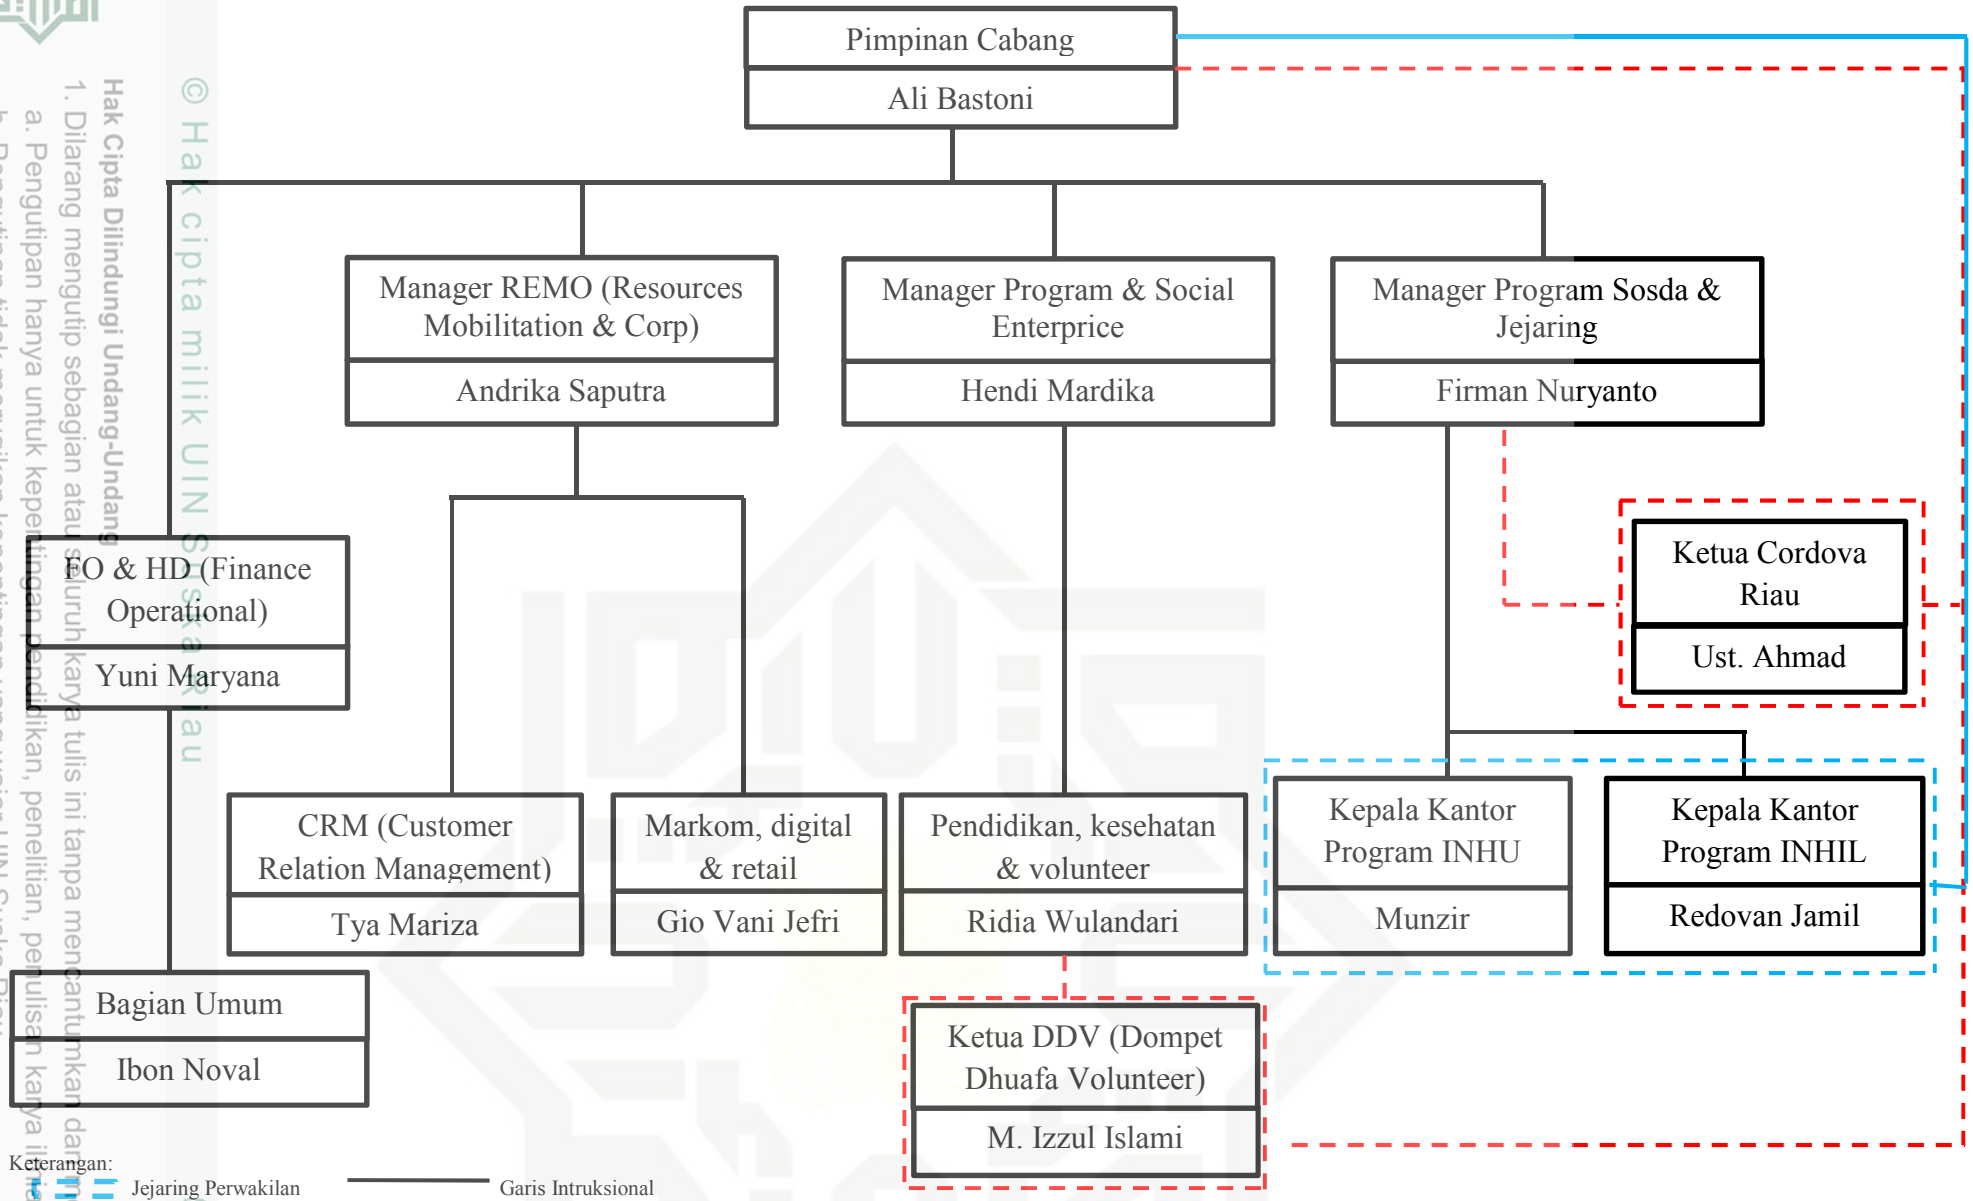 Pimpinan Cabang
Ali Bastoni
Manager REMO (Resources
Mobilitation & Corp)
Andrika Saputra
Manager Program & Social
Enterprice
Hendi Mardika
Manager Program Sosda &
Jejaring
Firman Nuryanto
FO & HD (Finance
Operational)
Yuni Maryana
Ketua Cordova
Riau
Ust. Ahmad
CRM (Customer
Relation Management)
Tya Mariza
Markom, digital
& retail
Gio Vani Jefri
Pendidikan, kesehatan
& volunteer
Ridia Wulandari
Kepala Kantor
Program INHU
Munzir
Kepala Kantor
Program INHIL
Redovan Jamil
Bagian Umum
Ibon Noval
Ketua DDV (Dompet
Dhuafa Volunteer)
M. Izzul Islami
Keterangan:
Jejaring Perwakilan
Garis Intruksional
© Hak cipta milik UIN Suska Riau
Hak Cipta Dilindungi Undang-Undang
1. Dilarang mengutip sebagian atau seluruh karya tulis ini tanpa mencantumkan dan
a. Pengutipan hanya untuk kepentingan pendidikan, penelitian, penulisan karya